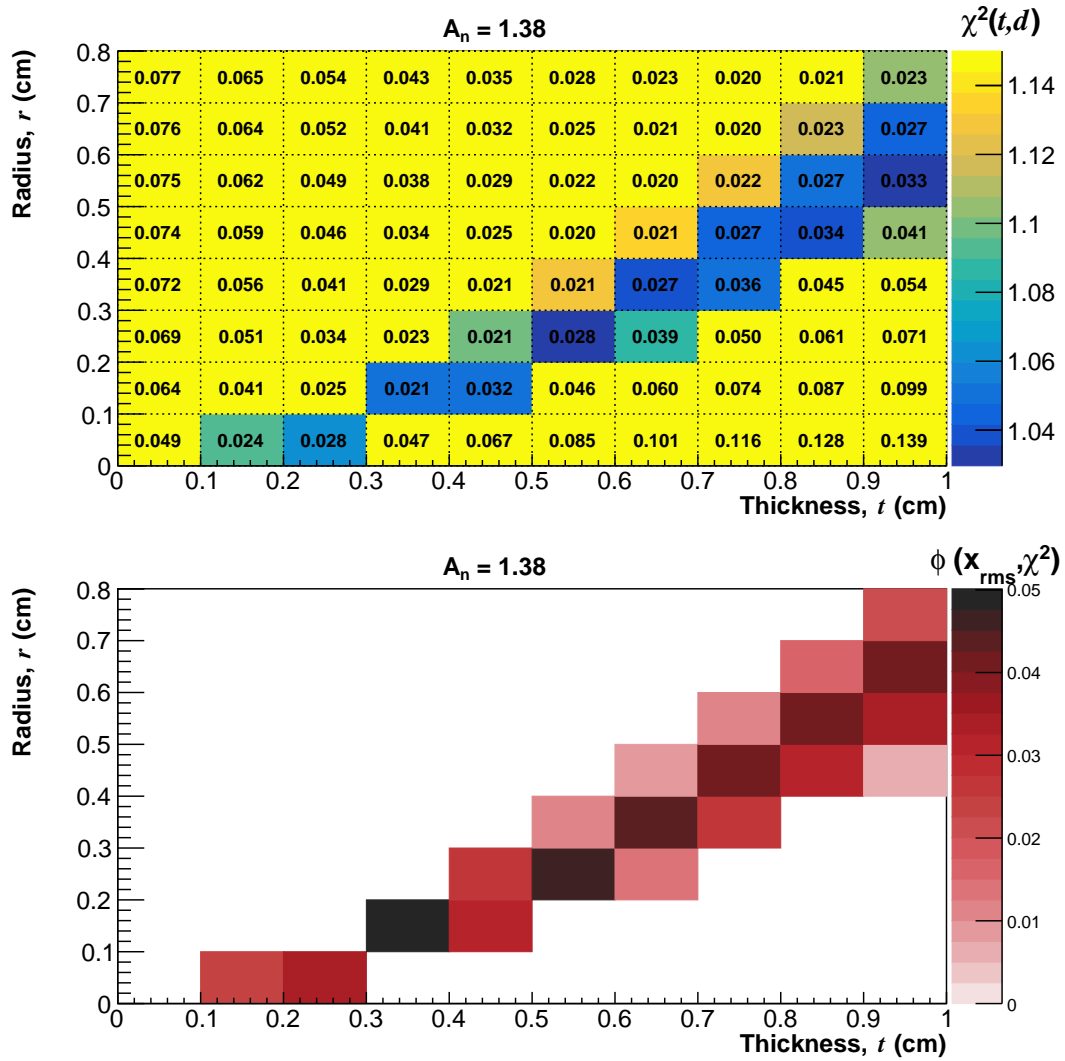 A_n = 1.38
χ²(t,d)
Radius, r (cm)
0.8
0.077 0.065 0.054 0.043 0.035 0.028 0.023 0.020 0.021 0.023
1.14
0.7
0.076 0.064 0.052 0.041 0.032 0.025 0.021 0.020 0.023 0.027
0.6
1.12
0.075 0.062 0.049 0.038 0.029 0.022 0.020 0.022 0.027 0.033
0.5
1.10
0.074 0.059 0.046 0.034 0.025 0.020 0.021 0.027 0.034 0.041
0.4
1.08
0.072 0.056 0.041 0.029 0.021 0.021 0.027 0.036 0.045 0.054
0.3
0.069 0.051 0.034 0.023 0.021 0.028 0.039 0.050 0.061 0.071
1.06
0.2
0.064 0.041 0.025 0.021 0.032 0.046 0.060 0.074 0.087 0.099
0.1
1.04
0.049 0.024 0.028 0.047 0.067 0.085 0.101 0.116 0.128 0.139
0
0 0.1 0.2 0.3 0.4 0.5 0.6 0.7 0.8 0.9 1
Thickness, t (cm)
A_n = 1.38
ϕ (x_rms,χ²)
Radius, r (cm)
0.8
0.05
0.7
0.6
0.04
0.5
0.03
0.4
0.3
0.02
0.2
0.01
0.1
0
0
0 0.1 0.2 0.3 0.4 0.5 0.6 0.7 0.8 0.9 1
Thickness, t (cm)